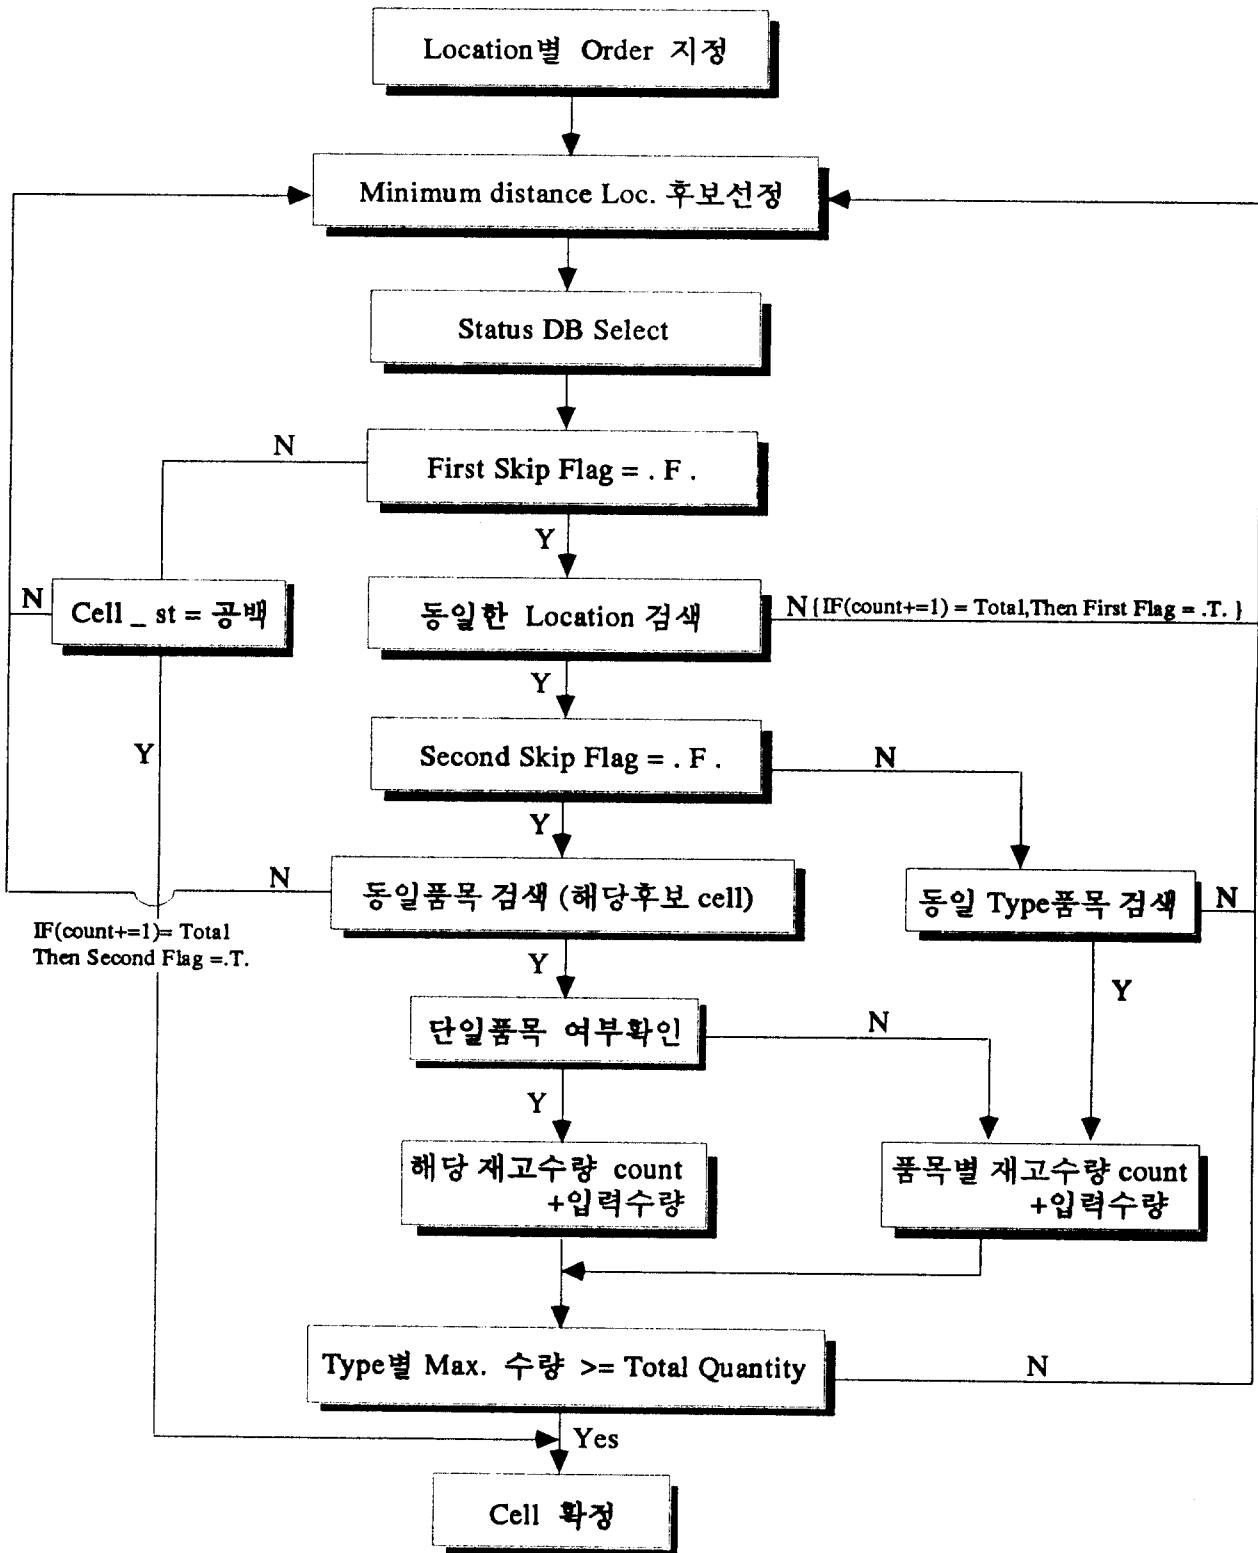 Location별 Order 지정
Minimum distance Loc. 후보선정
Status DB Select
N
First Skip Flag = . F .
Y
N
Cell _ st = 공백
동일한 Location 검색
N{IF(count+=1) = Total,Then First Flag = .T. }
Y
Y
Second Skip Flag = . F .
N
Y
N
동일품목 검색 (해당후보 cell)
동일 Type품목 검색
N
IF(count+=1)= Total
Then Second Flag =.T.
Y
Y
단일품목 여부확인
N
Y
해당 재고수량 count
+입력수량
품목별 재고수량 count
+입력수량
Type별 Max. 수량 >= Total Quantity
N
Yes
Cell 확정